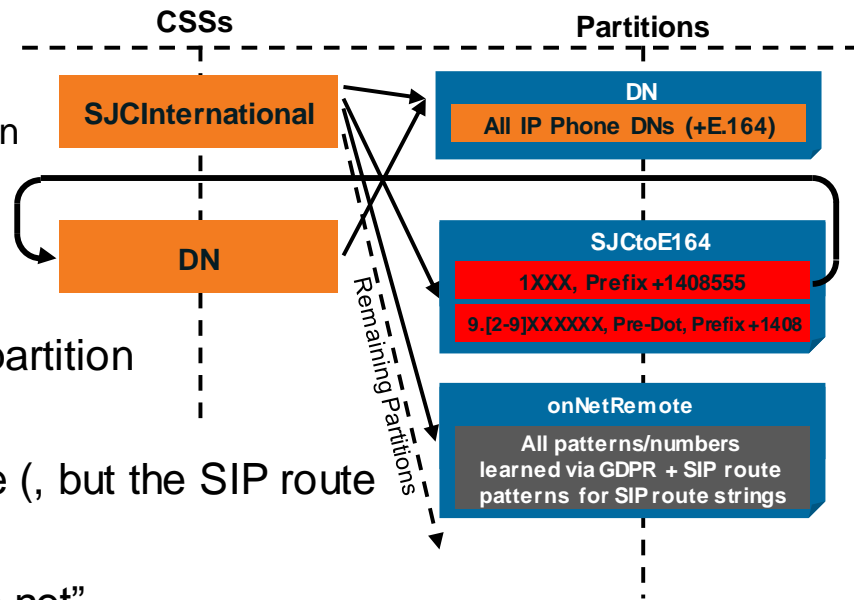 CSSs
Partitions
SJCInternational
DN
All IP Phone DNs (+E.164)
n
DN
SJCtoE164
1XXX, Prefix +1408555
9.[2-9]XXXXXX, Pre-Dot, Prefix +1408
Remaining Partitions
partition
onNetRemote
All patterns/numbers
learned via GDPR + SIP route
patterns for SIP route strings
e (, but the SIP route